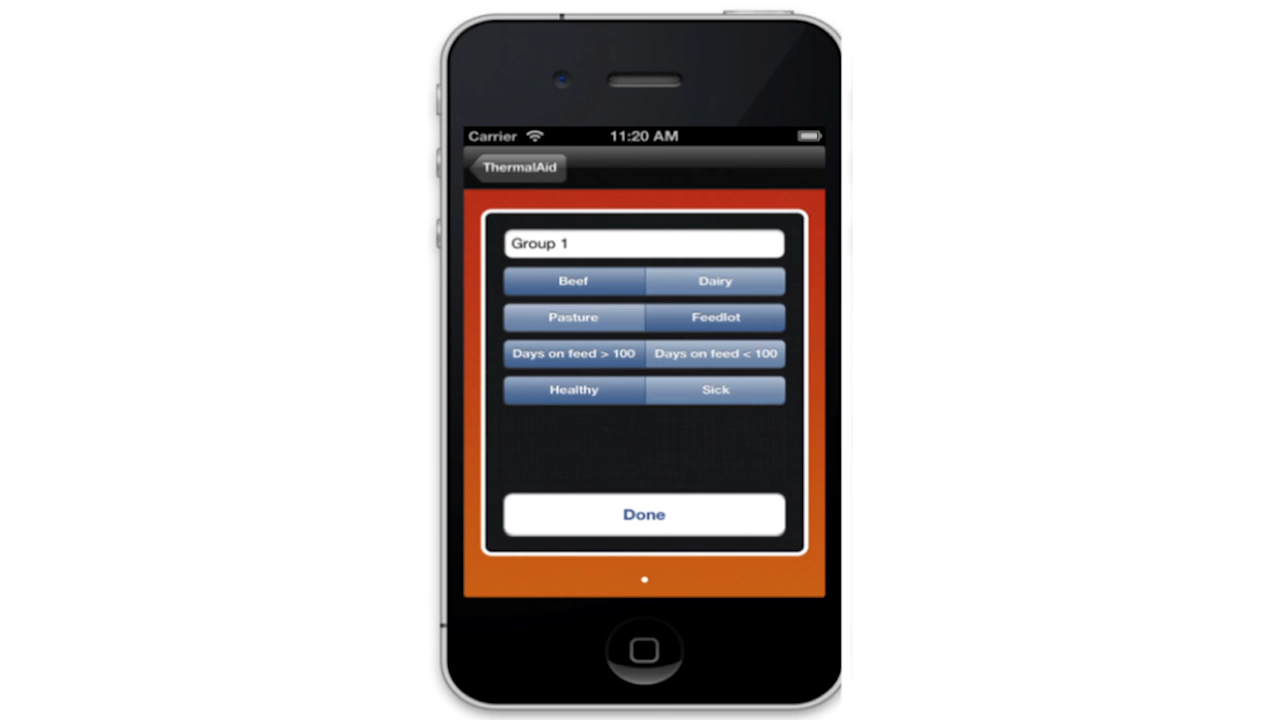 Carrier 11:20 AM
ThermalAid
Group 1
Beef Dairy
Pasture Feedlot
Days on feed > 100 Days on feed < 100
Healthy Sick
Done